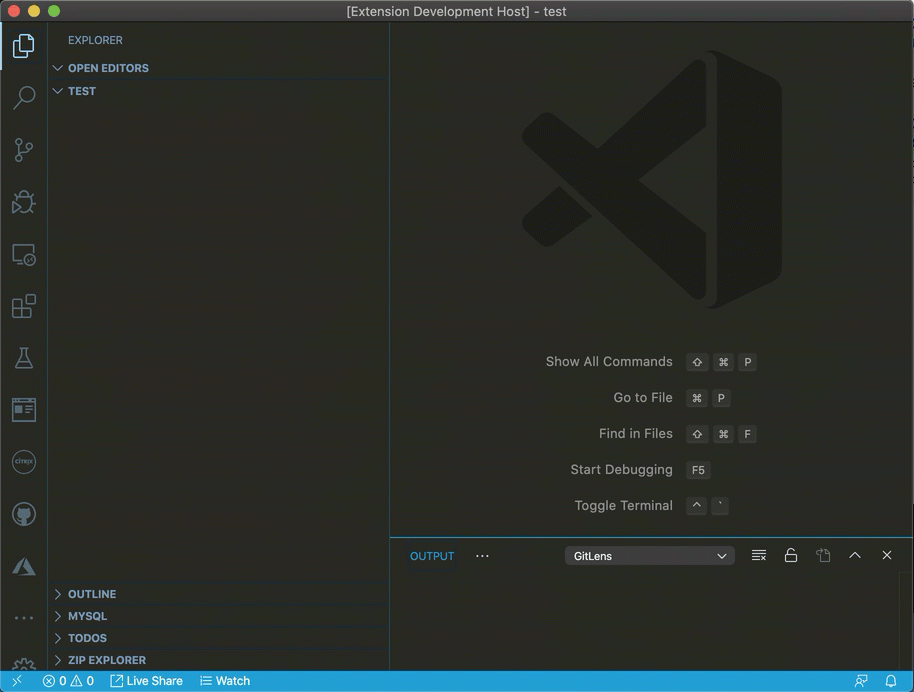 [Extension Development Host] - test
EXPLORER
OPEN EDITORS
TEST
citrix
Show All Commands ⇧ ⌘ P
Go to File ⌘ P
Find in Files ⇧ ⌘ F
Start Debugging F5
Toggle Terminal ^ `
OUTPUT ... GitLens
OUTLINE
MYSQL
TODOS
ZIP EXPLORER
0 0 Live Share Watch